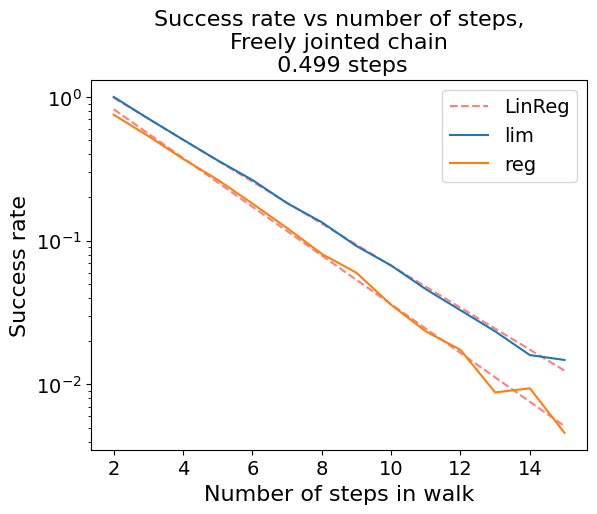 Success rate vs number of steps,
Freely jointed chain
0.499 steps
LinReg
lim
reg
10⁰
10⁻¹
10⁻²
Success rate
2 4 6 8 10 12 14
Number of steps in walk